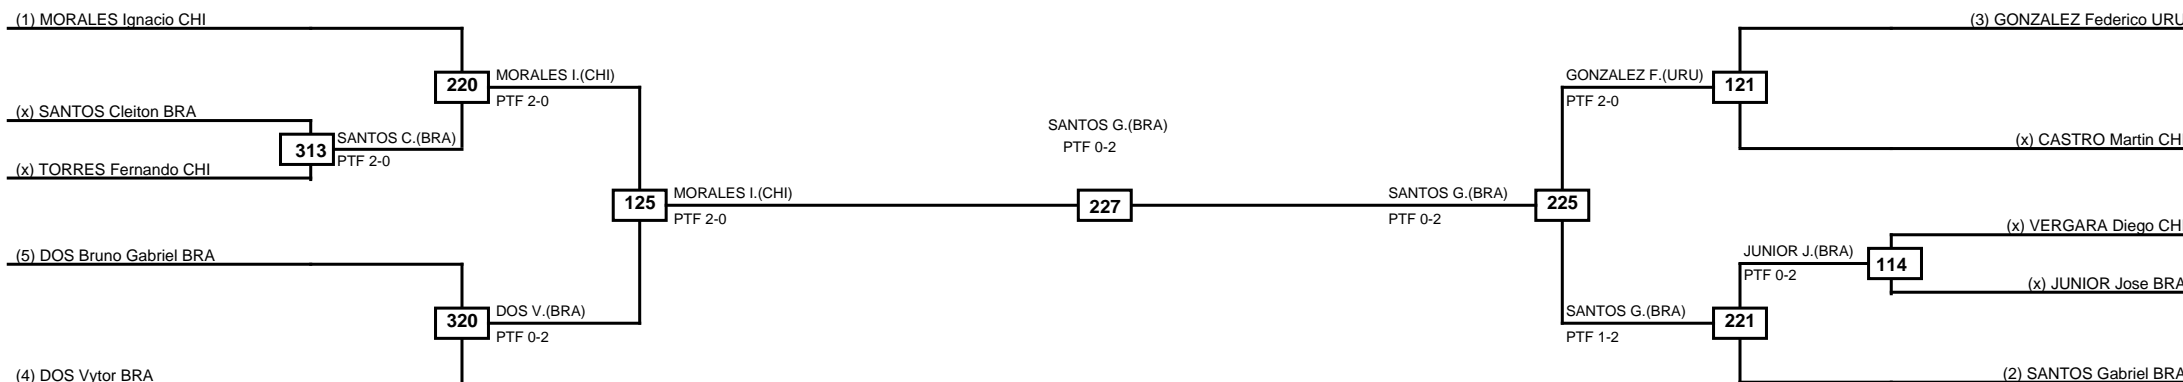 (1) MORALES Ignacio CHI
(3) GONZALEZ Federico URU
MORALES I.(CHI)
220
PTF 2-0
GONZALEZ F.(URU)
121
PTF 2-0
(x) SANTOS Cleiton BRA
SANTOS C.(BRA)
313
PTF 2-0
(x) TORRES Fernando CHI
SANTOS G.(BRA)
PTF 0-2
(x) CASTRO Martin CHI
125
MORALES I.(CHI)
PTF 2-0
227
SANTOS G.(BRA)
PTF 0-2
225
(x) VERGARA Diego CHI
(5) DOS Bruno Gabriel BRA
JUNIOR J.(BRA)
PTF 0-2
114
(x) JUNIOR Jose BRA
320
DOS V.(BRA)
PTF 0-2
SANTOS G.(BRA)
PTF 1-2
221
(4) DOS Vytor BRA
(2) SANTOS Gabriel BRA